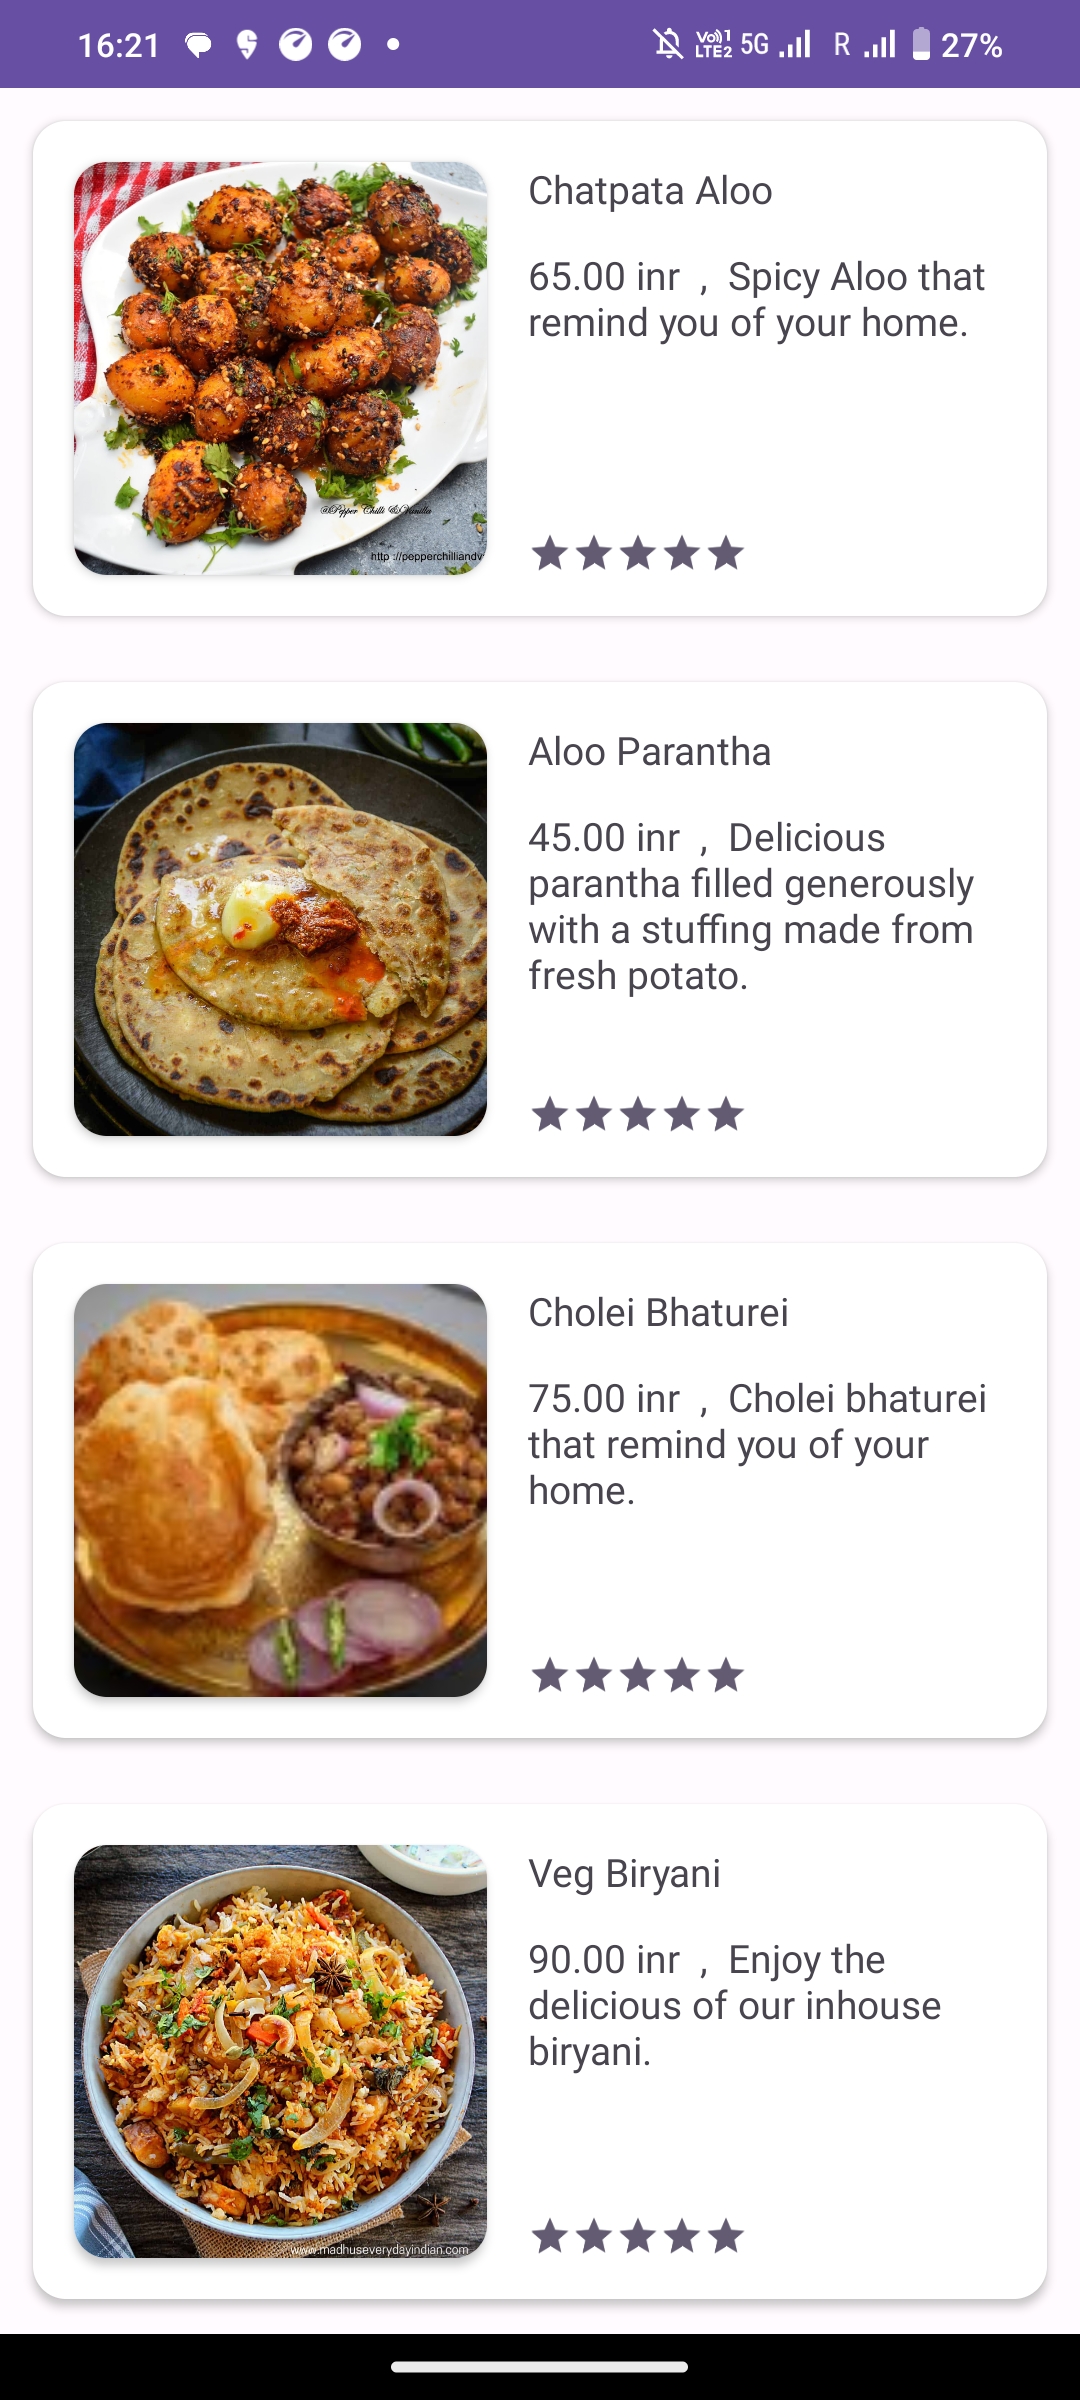 16:21
Vo))1 LTE2 5G R 27%
Chatpata Aloo
65.00 inr , Spicy Aloo that
remind you of your home.
@Pepper Chilli & Vanilla
http ://pepperchilliandv
Aloo Parantha
45.00 inr , Delicious
parantha filled generously
with a stuffing made from
fresh potato.
Cholei Bhaturei
75.00 inr , Cholei bhaturei
that remind you of your
home.
Veg Biryani
90.00 inr , Enjoy the
delicious of our inhouse
biryani.
www.madhuseverydayindian.com